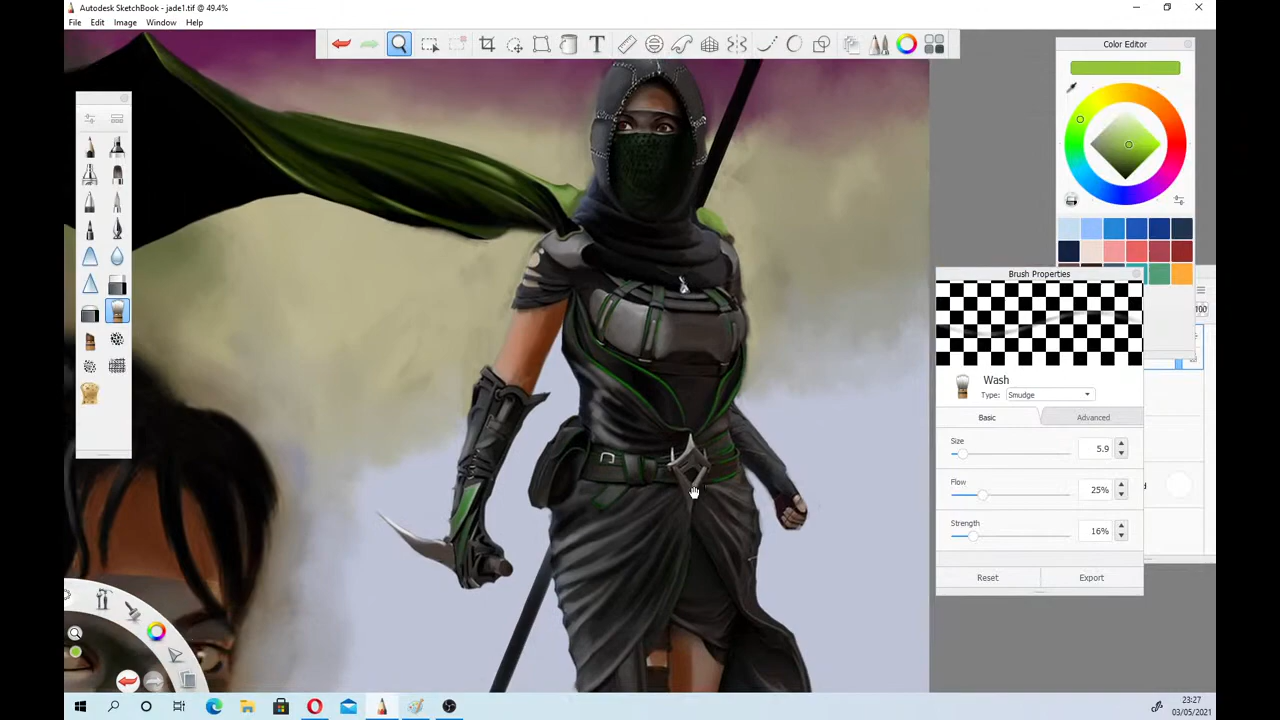 Autodesk SketchBook - jade1.tif @ 49.4%
File Edit Image Window Help
T
Color Editor
Brush Properties
100
Wash
Type: Smudge
Basic Advanced
Size
5.9
Flow
25%
Strength
16%
Reset Export
23:27
03/05/2021